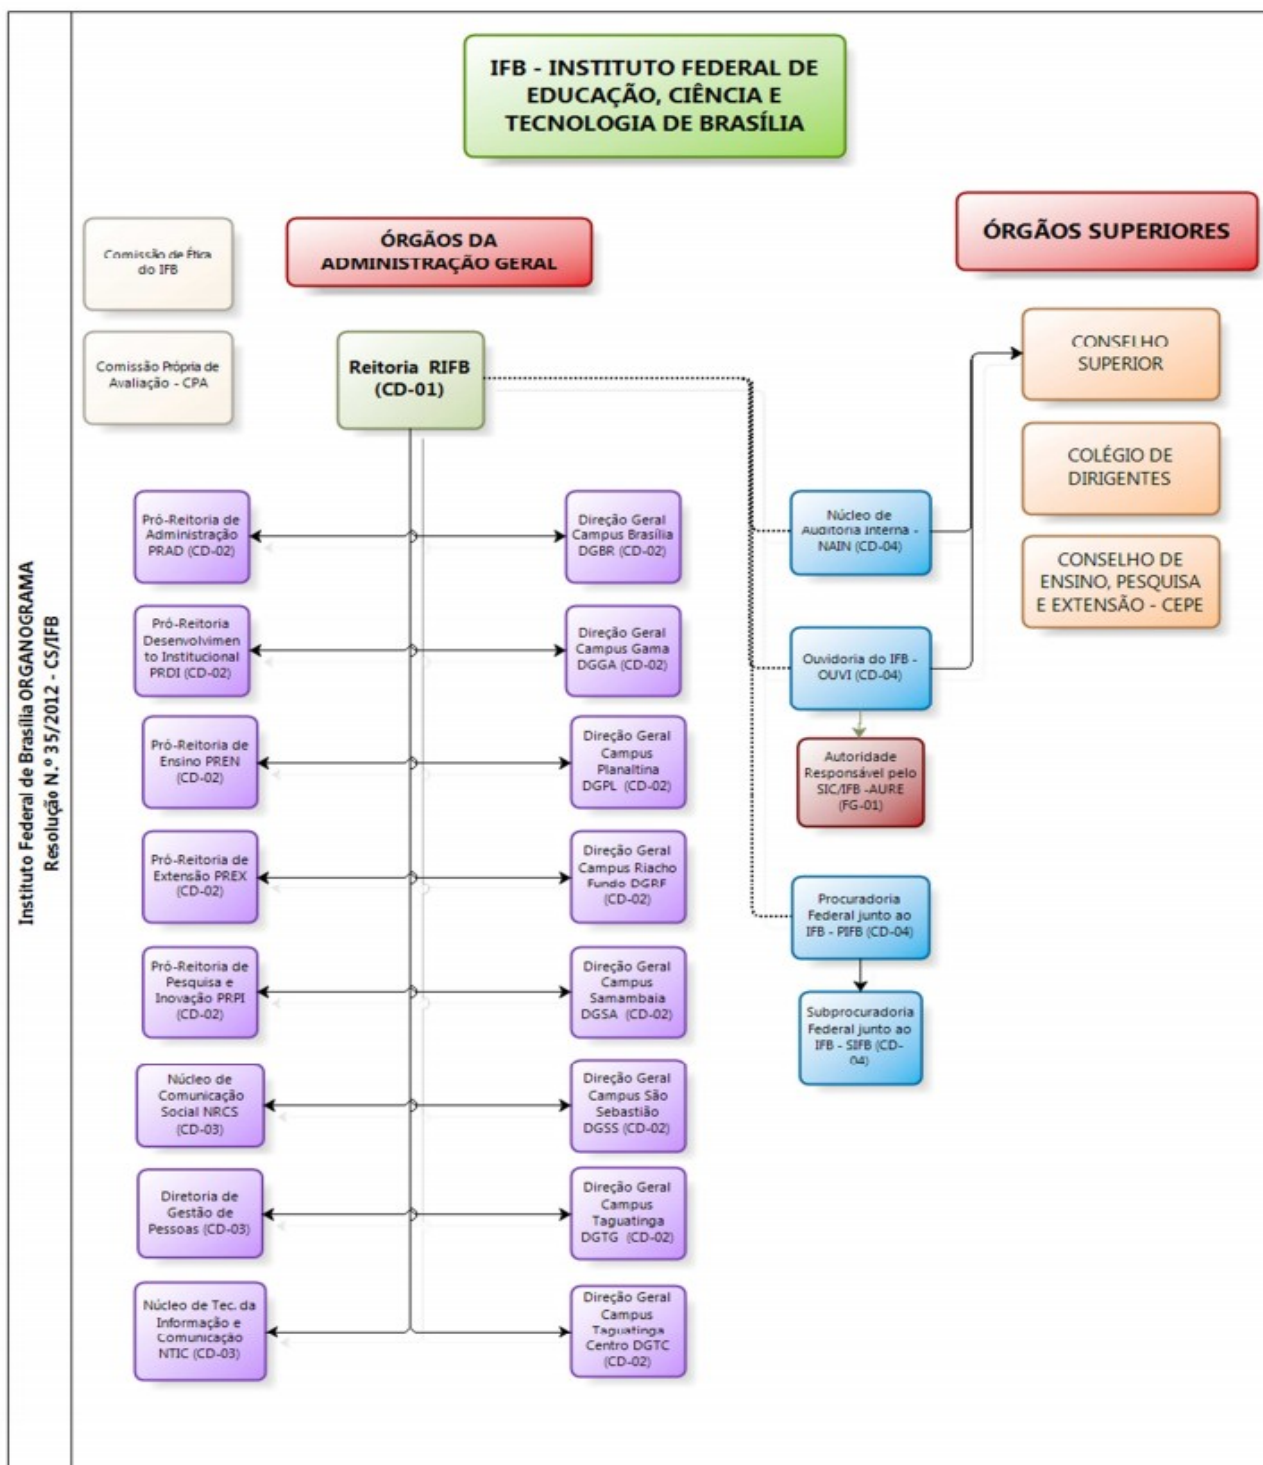 Instituto Federal de Brasília ORGANOGRAMA
Resolução N.º 35/2012 - CS/IFB
IFB - INSTITUTO FEDERAL DE
EDUCAÇÃO, CIÊNCIA E
TECNOLOGIA DE BRASÍLIA
Comissão de Ética
do IFB
ÓRGÃOS DA
ADMINISTRAÇÃO GERAL
ÓRGÃOS SUPERIORES
Comissão Própria de
Avaliação - CPA
Reitoria RIFB
(CD-01)
CONSELHO
SUPERIOR
COLÉGIO DE
DIRIGENTES
CONSELHO DE
ENSINO, PESQUISA
E EXTENSÃO - CEPE
Pró-Reitoria de
Administração
PRAD (CD-02)
Direção Geral
Campus Brasília
DGBR (CD-02)
Núcleo de
Auditoria Interna -
NAIN (CD-04)
Pró-Reitoria
Desenvolvimen
to Institucional
PRDI (CD-02)
Direção Geral
Campus Gama
DGGA (CD-02)
Ouvidoria do IFB -
OUVI (CD-04)
Pró-Reitoria de
Ensino PREN
(CD-02)
Direção Geral
Campus
Planaltina
DGPL (CD-02)
Autoridade
Responsável pelo
SIC/IFB -AURE
(FG-01)
Pró-Reitoria de
Extensão PREX
(CD-02)
Direção Geral
Campus Riacho
Fundo DGRF
(CD-02)
Procuradoria
Federal junto ao
IFB - PIFB (CD-04)
Pró-Reitoria de
Pesquisa e
Inovação PRPI
(CD-02)
Direção Geral
Campus
Samambaia
DGSA (CD-02)
Subprocuradoria
Federal junto ao
IFB - SIFB (CD-
04)
Núcleo de
Comunicação
Social NRCS
(CD-03)
Direção Geral
Campus São
Sebastião
DGSS (CD-02)
Diretoria de
Gestão de
Pessoas (CD-03)
Direção Geral
Campus
Taguatinga
DGTG (CD-02)
Núcleo de Tec. da
Informação e
Comunicação
NTIC (CD-03)
Direção Geral
Campus
Taguatinga
Centro DGTC
(CD-02)